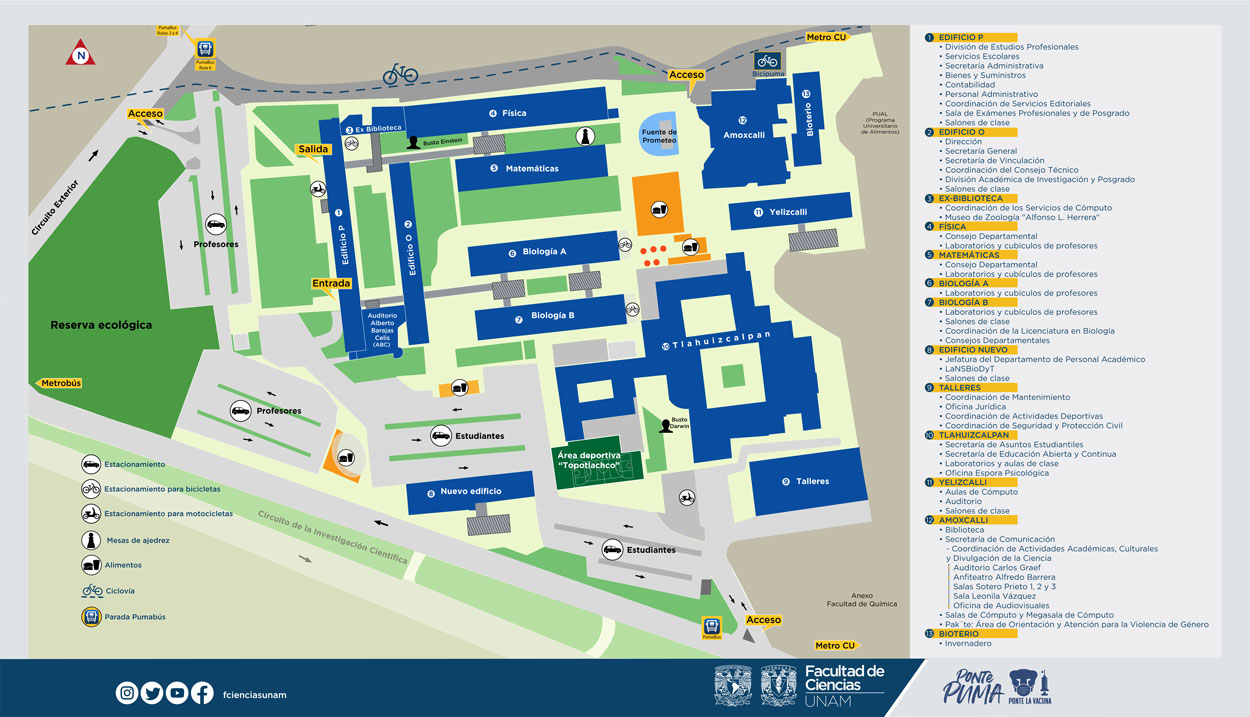 PumaBus
Rutas 2 y 4
PumaBus
Ruta 6
N
Metro CU
Acceso
Bicipuma
Acceso
3 Ex Biblioteca
4 Física
Busto Einstein
Fuente de
Prometeo
12
Amoxcalli
13
Bioterio
PUAL
(Programa
Universitario
de Alimentos)
Salida
5 Matemáticas
Circuito Exterior
Profesores
1
Edificio P
2
Edificio O
11 Yelizcalli
6 Biología A
Entrada
Reserva ecológica
Auditorio
Alberto
Barajas
Celis
(ABC)
7 Biología B
10 Tlahuizcalpan
Metrobús
Profesores
Estudiantes
Busto
Darwin
Área deportiva
"Topotlachco"
8 Nuevo edificio
9 Talleres
Estacionamiento
Estacionamiento para bicicletas
Estacionamiento para motocicletas
Mesas de ajedrez
Alimentos
Ciclovía
Parada Pumabús
Circuito de la Investigación Científica
Estudiantes
Anexo
Facultad de Química
PumaBus
Acceso
Metro CU
1 EDIFICIO P
• División de Estudios Profesionales
• Servicios Escolares
• Secretaría Administrativa
• Bienes y Suministros
• Contabilidad
• Personal Administrativo
• Coordinación de Servicios Editoriales
• Sala de Exámenes Profesionales y de Posgrado
• Salones de clase
2 EDIFICIO O
• Dirección
• Secretaría General
• Secretaría de Vinculación
• Coordinación del Consejo Técnico
• División Académica de Investigación y Posgrado
• Salones de clase
3 EX-BIBLIOTECA
• Coordinación de los Servicios de Cómputo
• Museo de Zoología "Alfonso L. Herrera"
4 FÍSICA
• Consejo Departamental
• Laboratorios y cubículos de profesores
5 MATEMÁTICAS
• Consejo Departamental
• Laboratorios y cubículos de profesores
6 BIOLOGÍA A
• Laboratorios y cubículos de profesores
7 BIOLOGÍA B
• Laboratorios y cubículos de profesores
• Salones de clase
• Coordinación de la Licenciatura en Biología
• Consejos Departamentales
8 EDIFICIO NUEVO
• Jefatura del Departamento de Personal Académico
• LaNSBioDyT
• Salones de clase
9 TALLERES
• Coordinación de Mantenimiento
• Oficina Jurídica
• Coordinación de Actividades Deportivas
• Coordinación de Seguridad y Protección Civil
10 TLAHUIZCALPAN
• Secretaría de Asuntos Estudiantiles
• Secretaría de Educación Abierta y Continua
• Laboratorios y aulas de clase
• Oficina Espora Psicológica
11 YELIZCALLI
• Aulas de Cómputo
• Auditorio
• Salones de clase
12 AMOXCALLI
• Biblioteca
• Secretaría de Comunicación
- Coordinación de Actividades Académicas, Culturales
y Divulgación de la Ciencia
Auditorio Carlos Graef
Anfiteatro Alfredo Barrera
Salas Sotero Prieto 1, 2 y 3
Sala Leonila Vázquez
Oficina de Audiovisuales
• Salas de Cómputo y Megasala de Cómputo
• Pak´te: Área de Orientación y Atención para la Violencia de Género
13 BIOTERIO
• Invernadero
fcienciasunam
Facultad de
Ciencias
UNAM
PONTE
PUMA
PONTE LA VACUNA